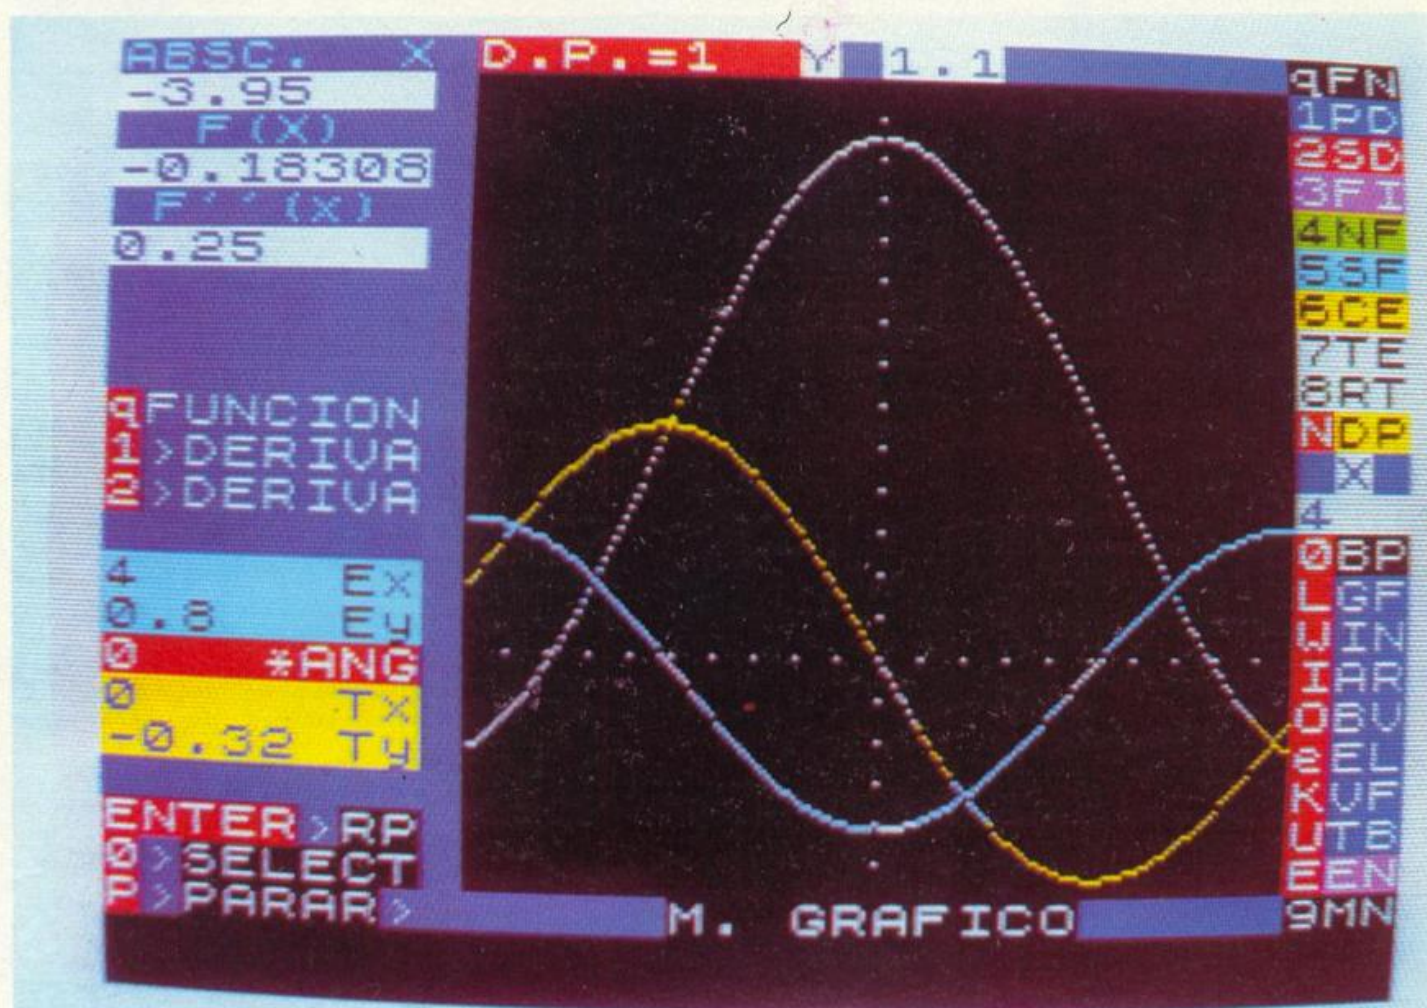 ABSC. X
-3.95
F(X)
-0.18308
F''(x)
0.25
qFUNCION
1>DERIVA
2>DERIVA
4 Ex
0.8 Ey
0 *ANG
0 Tx
-0.32 Ty
ENTER>RP
0>SELECT
P>PARAR>
D.P.=1 Y 1.1
M. GRAFICO
qFN
1PD
2SD
3FI
4NF
5SF
6CE
7TE
8RT
NDP
X
4
0BP
LGF
WIN
IAR
OBV
eEL
KVF
UTB
EEN
9MN